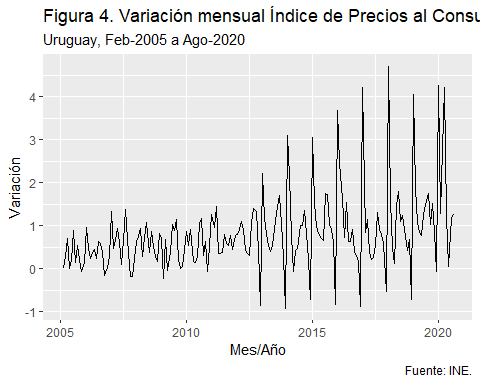 Figura 4. Variación mensual Índice de Precios al Consu
Uruguay, Feb-2005 a Ago-2020
Variación
4
3
2
1
0
-1
2005 2010 2015 2020
Mes/Año
Fuente: INE.